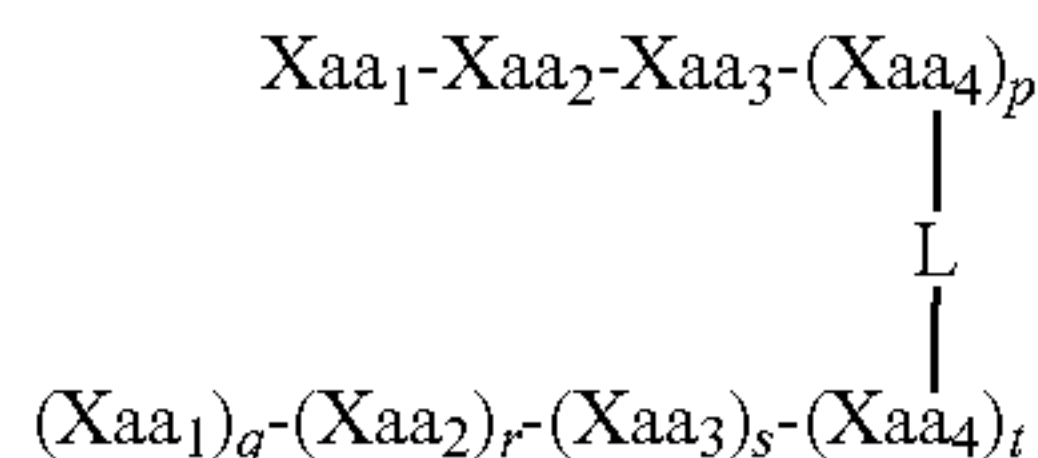 Xaa₁-Xaa₂-Xaa₃-(Xaa₄)ₚ
L
(Xaa₁)q-(Xaa₂)ᵣ-(Xaa₃)ₛ-(Xaa₄)ₜ